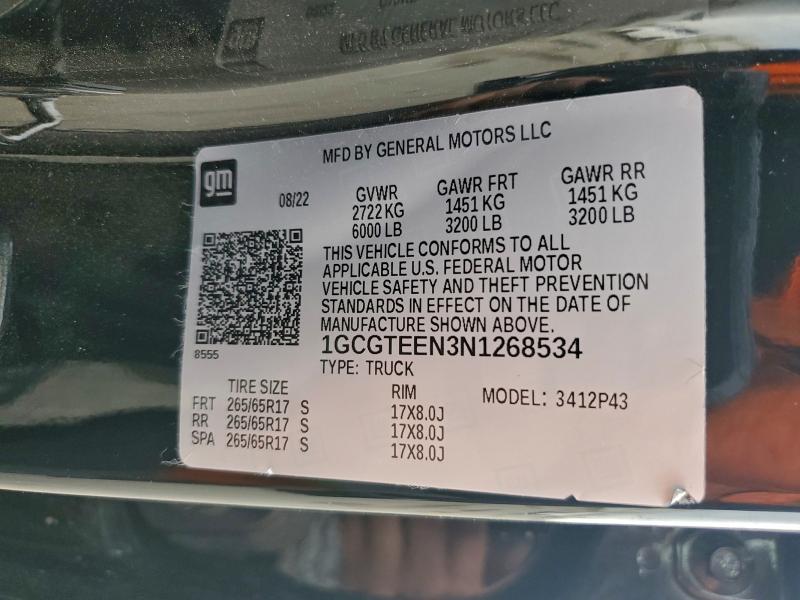 MFD BY GENERAL MOTORS LLC
gm
08/22
GVWR GAWR FRT GAWR RR
2722 KG 1451 KG 1451 KG
6000 LB 3200 LB 3200 LB
THIS VEHICLE CONFORMS TO ALL
APPLICABLE U.S. FEDERAL MOTOR
VEHICLE SAFETY AND THEFT PREVENTION
STANDARDS IN EFFECT ON THE DATE OF
MANUFACTURE SHOWN ABOVE.
8555
1GCGTEEN3N1268534
TYPE: TRUCK
TIRE SIZE RIM MODEL: 3412P43
FRT 265/65R17 S 17X8.0J
RR 265/65R17 S 17X8.0J
SPA 265/65R17 S 17X8.0J